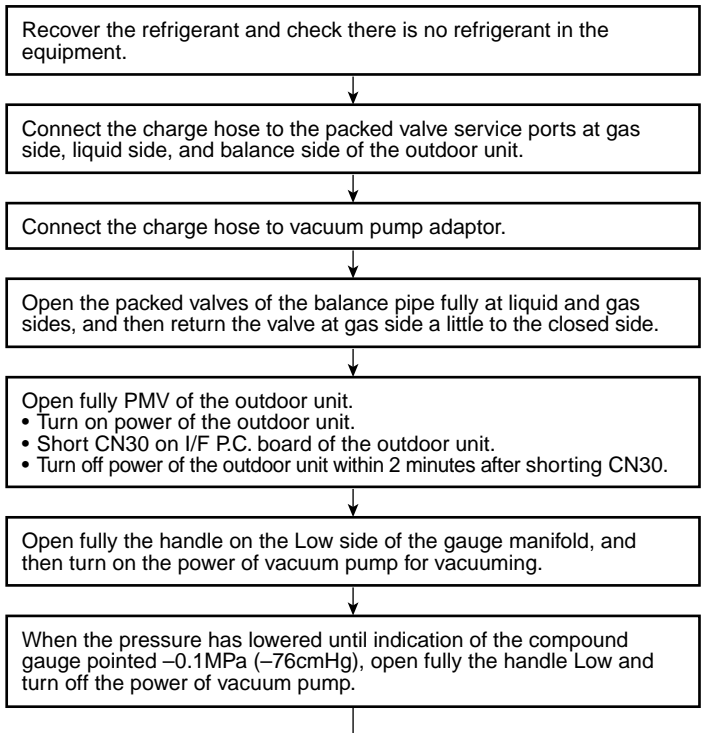 Recover the refrigerant and check there is no refrigerant in the
equipment.
Connect the charge hose to the packed valve service ports at gas
side, liquid side, and balance side of the outdoor unit.
Connect the charge hose to vacuum pump adaptor.
Open the packed valves of the balance pipe fully at liquid and gas
sides, and then return the valve at gas side a little to the closed side.
Open fully PMV of the outdoor unit.
• Turn on power of the outdoor unit.
• Short CN30 on I/F P.C. board of the outdoor unit.
• Turn off power of the outdoor unit within 2 minutes after shorting CN30.
Open fully the handle on the Low side of the gauge manifold, and
then turn on the power of vacuum pump for vacuuming.
When the pressure has lowered until indication of the compound
gauge pointed –0.1MPa (–76cmHg), open fully the handle Low and
turn off the power of vacuum pump.